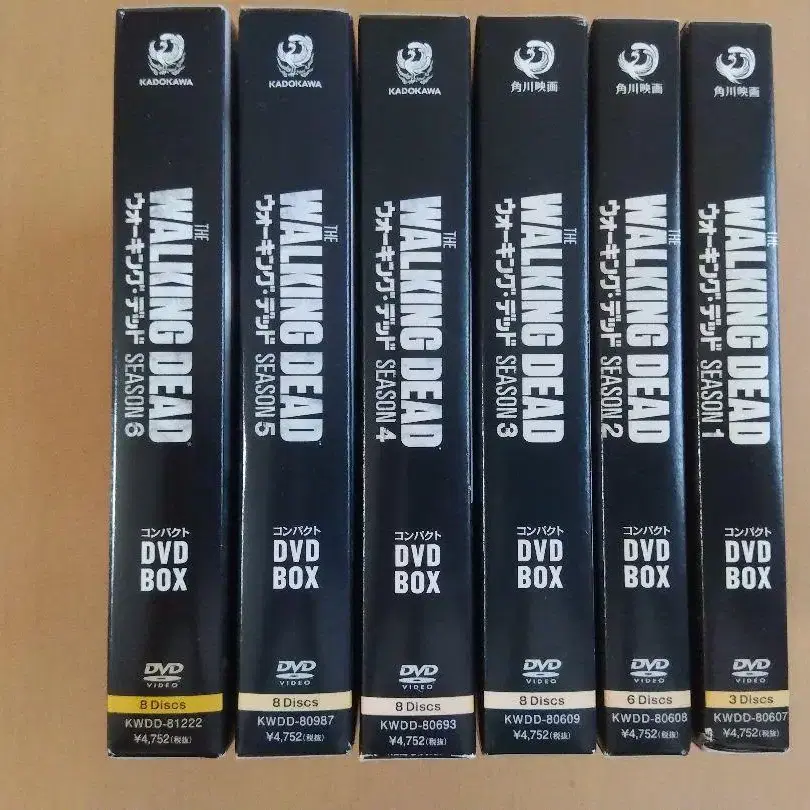 KADOKAWA
THE
WALKING DEAD
ウォーキング・デッド SEASON 6
コンパクト
DVD
BOX
DVD
VIDEO
8 Discs
KWDD-81222
¥4,752(税抜)
KADOKAWA
THE
WALKING DEAD
ウォーキング・デッド SEASON 5
コンパクト
DVD
BOX
DVD
VIDEO
8 Discs
KWDD-80987
¥4,752(税抜)
KADOKAWA
THE
WALKING DEAD
ウォーキング・デッド SEASON 4
コンパクト
DVD
BOX
DVD
VIDEO
8 Discs
KWDD-80693
¥4,752(税抜)
角川映画
THE
WALKING DEAD
ウォーキング・デッド SEASON 3
コンパクト
DVD
BOX
DVD
VIDEO
8 Discs
KWDD-80609
¥4,752(税抜)
角川映画
THE
WALKING DEAD
ウォーキング・デッド SEASON 2
コンパクト
DVD
BOX
DVD
VIDEO
6 Discs
KWDD-80608
¥4,752(税抜)
角川映画
THE
WALKING DEAD
ウォーキング・デッド SEASON 1
コンパクト
DVD
BOX
DVD
VIDEO
3 Discs
KWDD-80607
¥4,752(税抜)